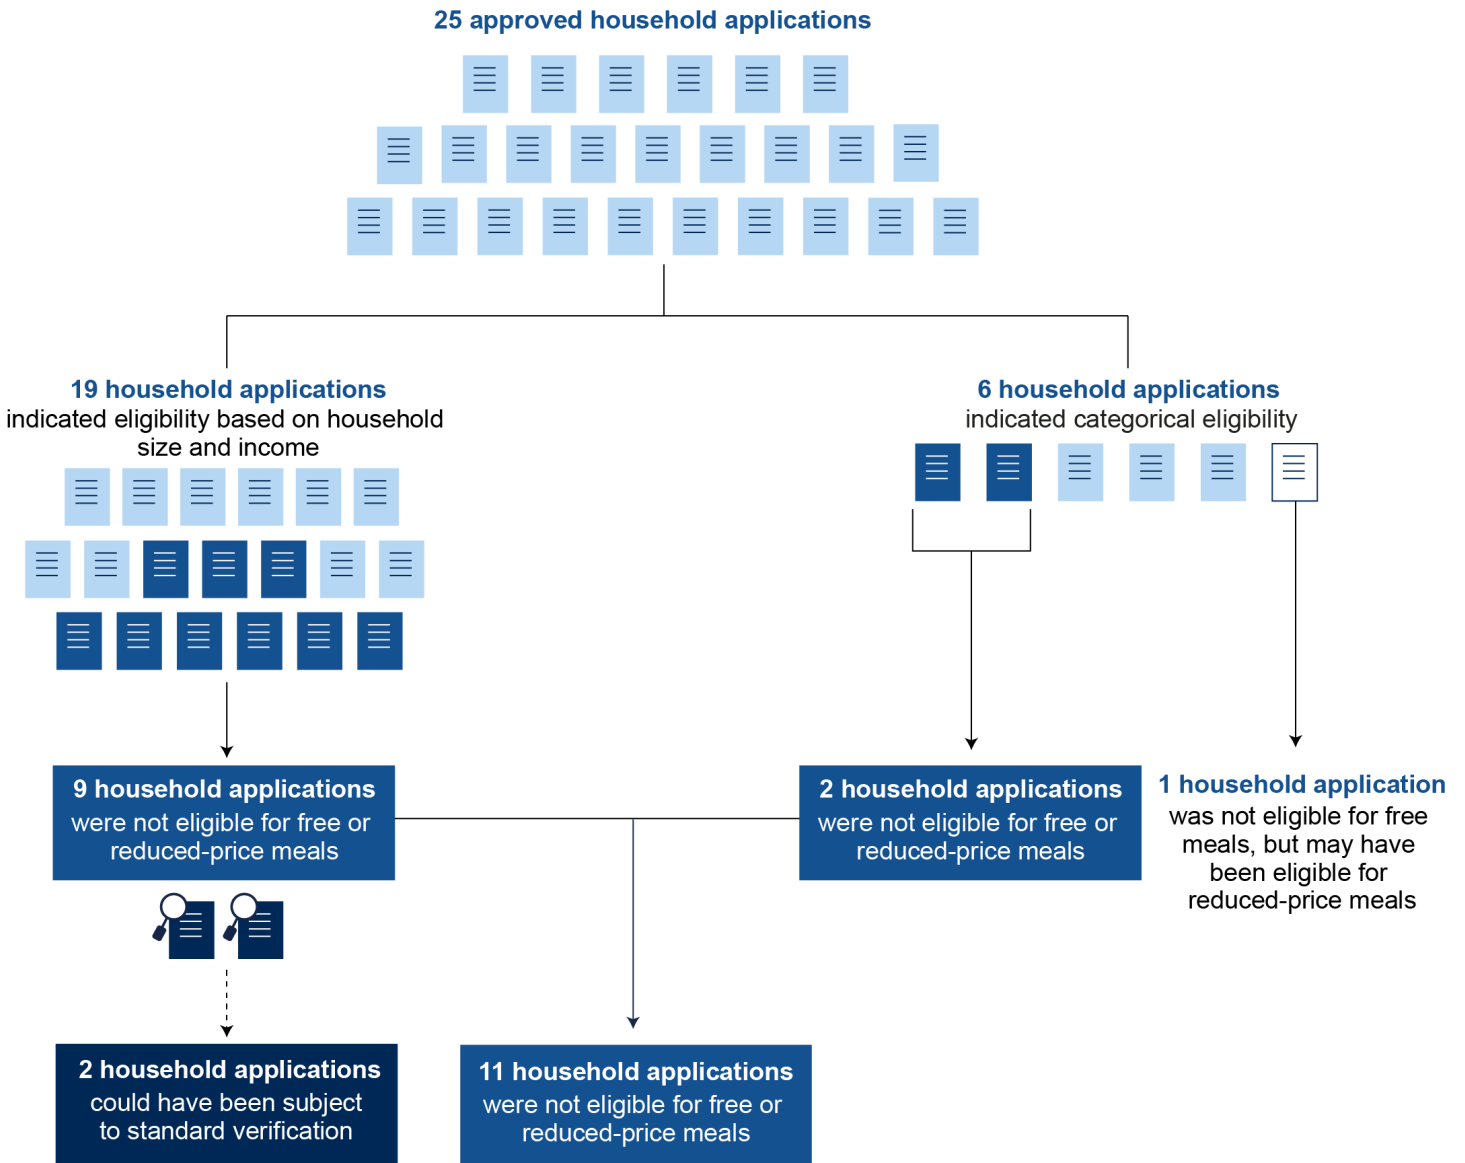 25 approved household applications
19 household applications
indicated eligibility based on household
size and income
6 household applications
indicated categorical eligibility
9 household applications
were not eligible for free or
reduced-price meals
2 household applications
were not eligible for free or
reduced-price meals
1 household application
was not eligible for free
meals, but may have
been eligible for
reduced-price meals
2 household applications
could have been subject
to standard verification
11 household applications
were not eligible for free or
reduced-price meals